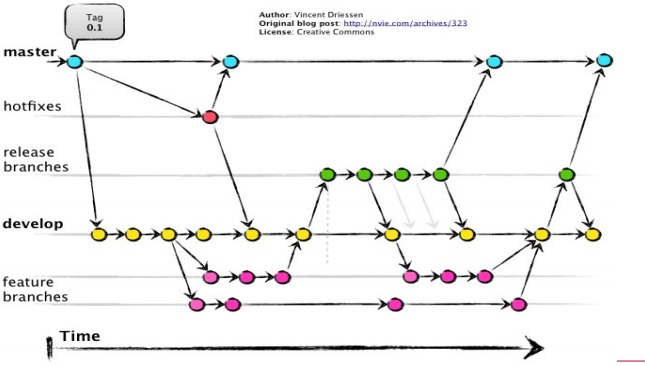 Tag
0.1
Author: Vincent Driessen
Original blog post: http://nvie.com/archives/323
License: Creative Commons
master
hotfixes
release
branches
develop
feature
branches
Time